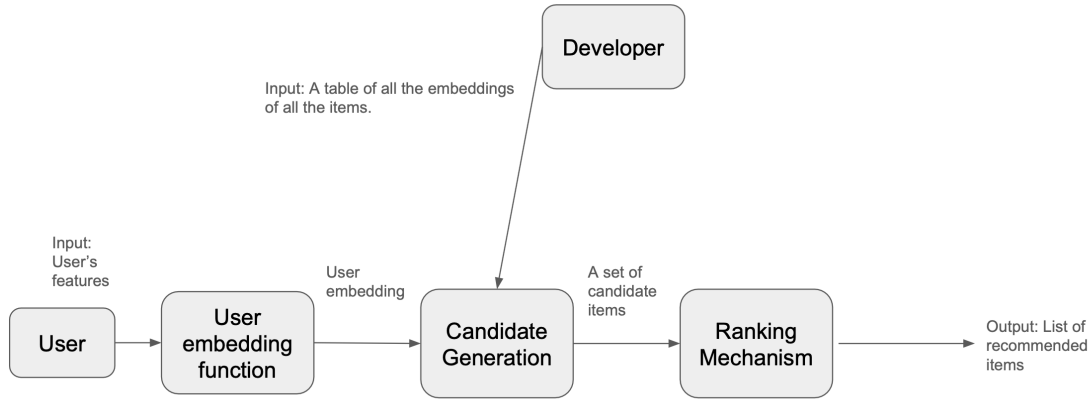 Developer
Input: A table of all the embeddings
of all the items.
Input:
User's
features
User
embedding
A set of
candidate
items
User
User
embedding
function
Candidate
Generation
Ranking
Mechanism
Output: List of
recommended
items